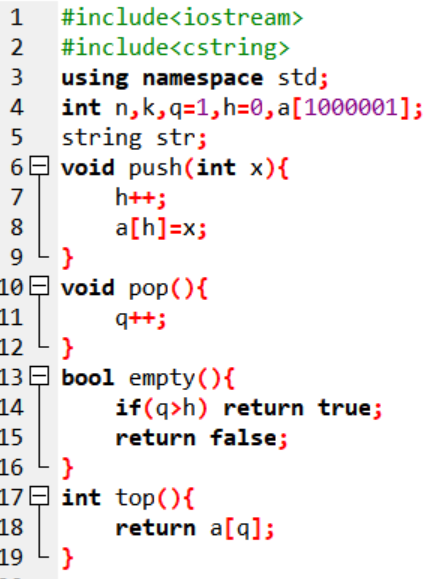 1 #include<iostream>
2 #include<cstring>
3 using namespace std;
4 int n,k,q=1,h=0,a[1000001];
5 string str;
6 void push(int x){
7 h++;
8 a[h]=x;
9 }
10 void pop(){
11 q++;
12 }
13 bool empty(){
14 if(q>h) return true;
15 return false;
16 }
17 int top(){
18 return a[q];
19 }